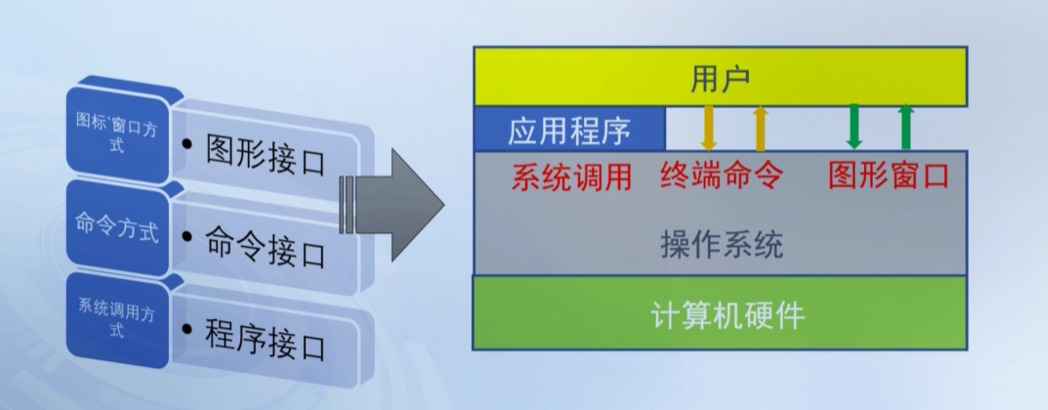 图标`窗口方
式
• 图形接口
命令方式
• 命令接口
系统调用方
式
• 程序接口
用户
应用程序
系统调用 终端命令 图形窗口
操作系统
计算机硬件